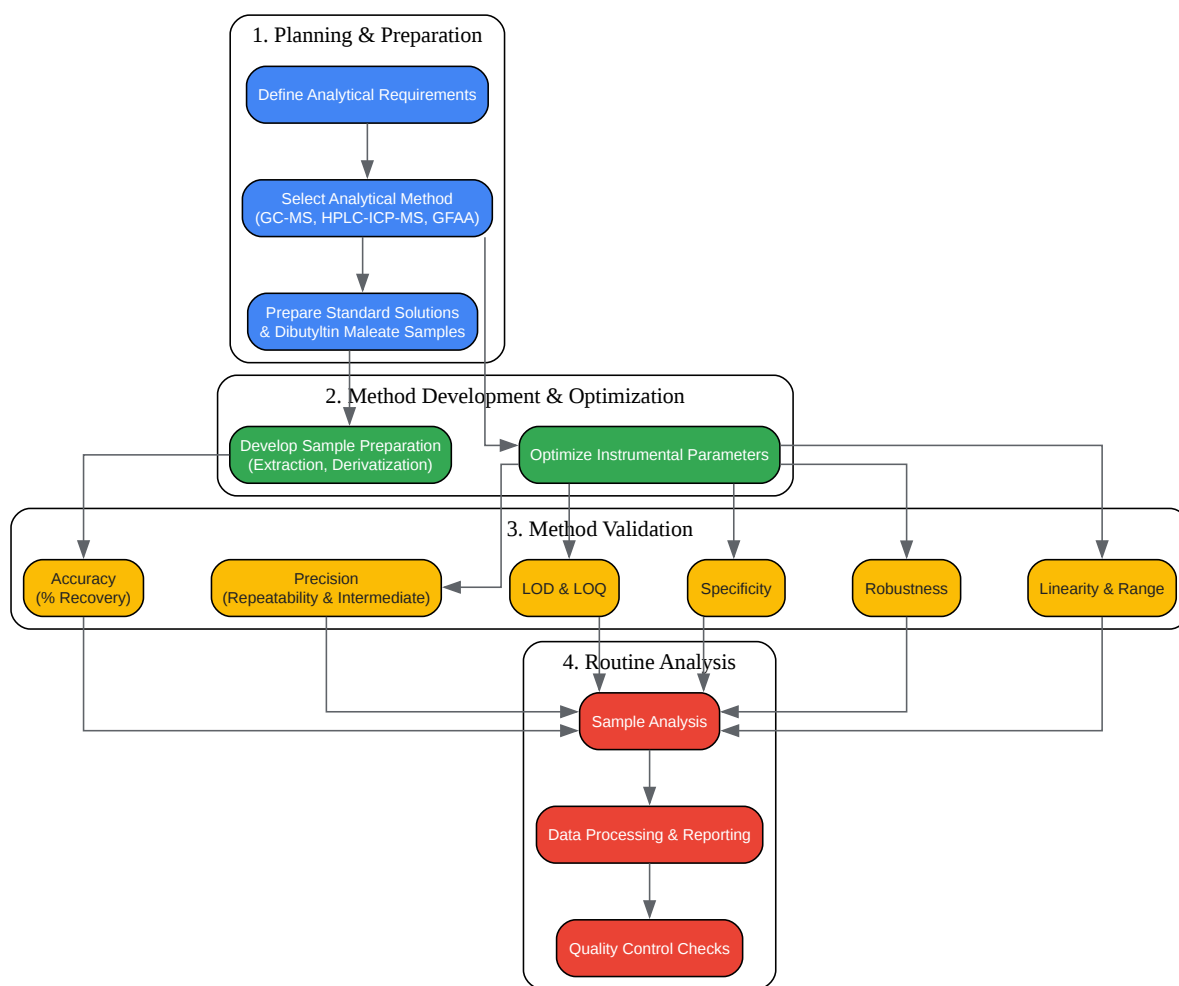 1. Planning & Preparation
Define Analytical Requirements
Select Analytical Method
(GC-MS, HPLC-ICP-MS, GFAA)
Prepare Standard Solutions
& Dibutyltin Maleate Samples
2. Method Development & Optimization
Develop Sample Preparation
(Extraction, Derivatization)
Optimize Instrumental Parameters
3. Method Validation
Accuracy
(% Recovery)
Precision
(Repeatability & Intermediate)
LOD & LOQ
Specificity
Robustness
Linearity & Range
4. Routine Analysis
Sample Analysis
Data Processing & Reporting
Quality Control Checks